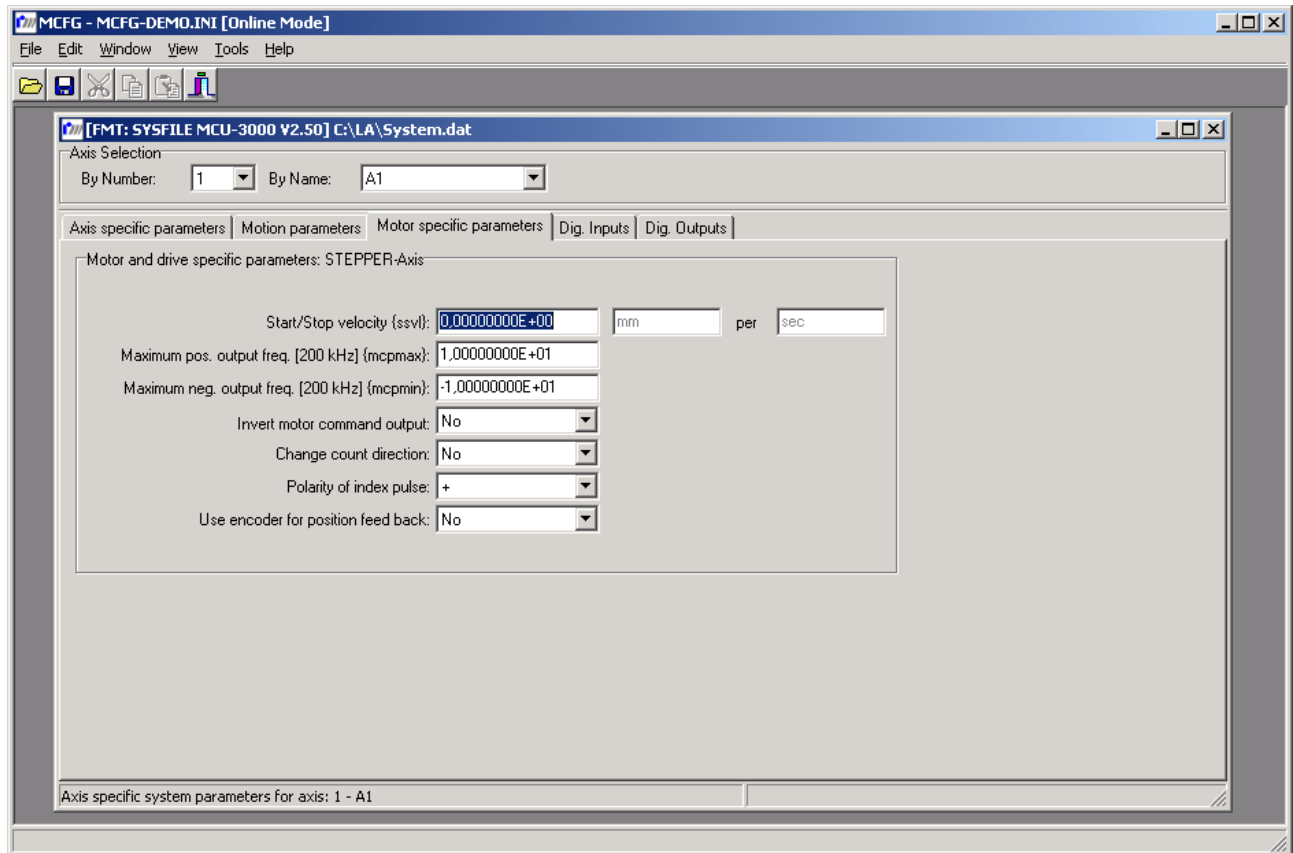 MCFG - MCFG-DEMO.INI [Online Mode]
File Edit Window View Tools Help
[FMT: SYSFILE MCU-3000 V2.50] C:\LA\System.dat
Axis Selection
By Number: 1 By Name: A1
Axis specific parameters Motion parameters Motor specific parameters Dig. Inputs Dig. Outputs
Motor and drive specific parameters: STEPPER-Axis
Start/Stop velocity {ssvl}: 0,00000000E+00 mm per sec
Maximum pos. output freq. [200 kHz] {mcpmax}: 1,00000000E+01
Maximum neg. output freq. [200 kHz] {mcpmin}: -1,00000000E+01
Invert motor command output: No
Change count direction: No
Polarity of index pulse: +
Use encoder for position feed back: No
Axis specific system parameters for axis: 1 - A1